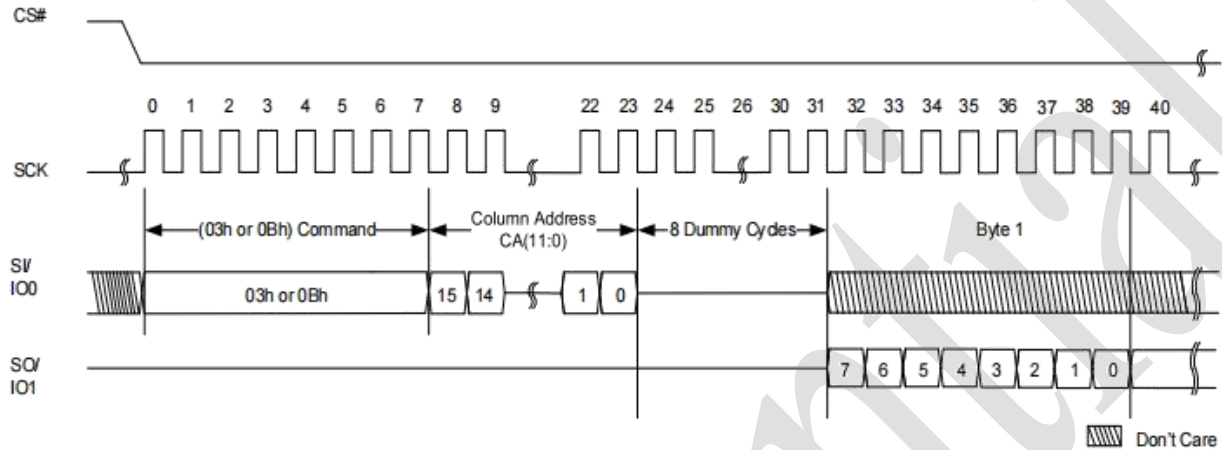 CS#
0 1 2 3 4 5 6 7 8 9 22 23 24 25 26 30 31 32 33 34 35 36 37 38 39 40
SCK
(03h or 0Bh) Command
Column Address
CA(11:0)
8 Dummy Cycles
Byte 1
SI/
IO0
03h or 0Bh
15 14 1 0
SO/
IO1
7 6 5 4 3 2 1 0
Don't Care